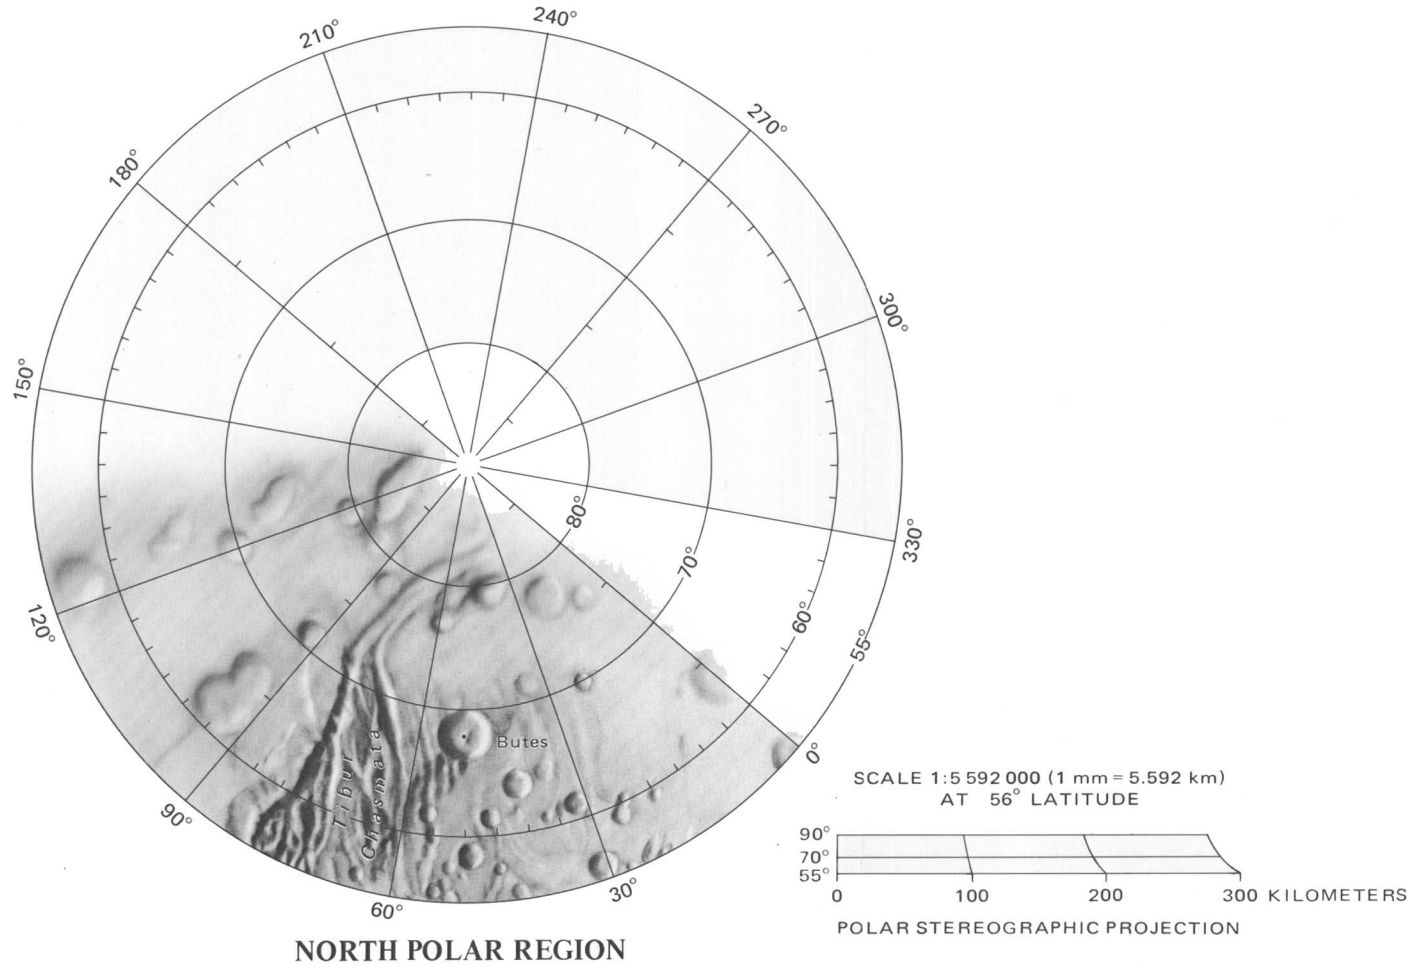 240°
210°
270°
180°
300°
150°
330°
80°
70°
60°
55°
120°
0°
Butes
Tibur
Chasmata
90°
30°
60°
NORTH POLAR REGION
SCALE 1:5 592 000 (1 mm = 5.592 km)
AT 56° LATITUDE
90°
70°
55°
0 100 200 300 KILOMETERS
POLAR STEREOGRAPHIC PROJECTION